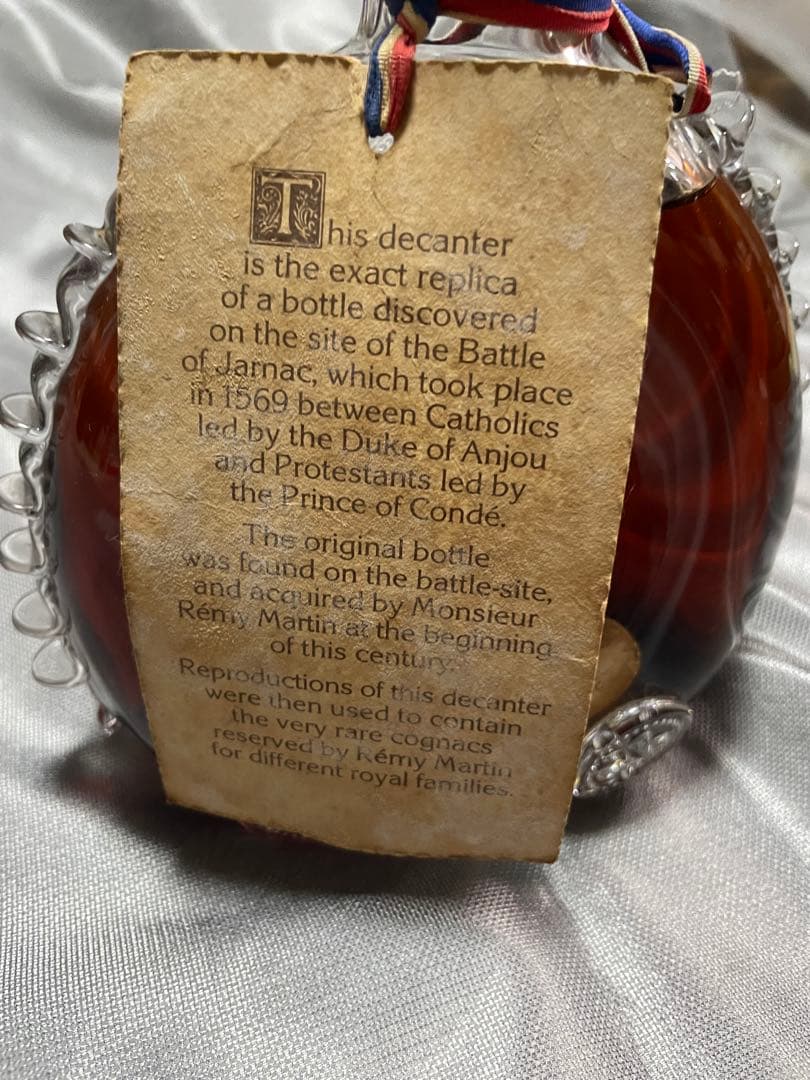 This decanter
is the exact replica
of a bottle discovered
on the site of the Battle
of Jarnac, which took place
in 1569 between Catholics
led by the Duke of Anjou
and Protestants led by
the Prince of Condé.
The original bottle
was found on the battle-site,
and acquired by Monsieur
Rémy Martin at the beginning
of this century.
Reproductions of this decanter
were then used to contain
the very rare cognacs
reserved by Rémy Martin
for different royal families.